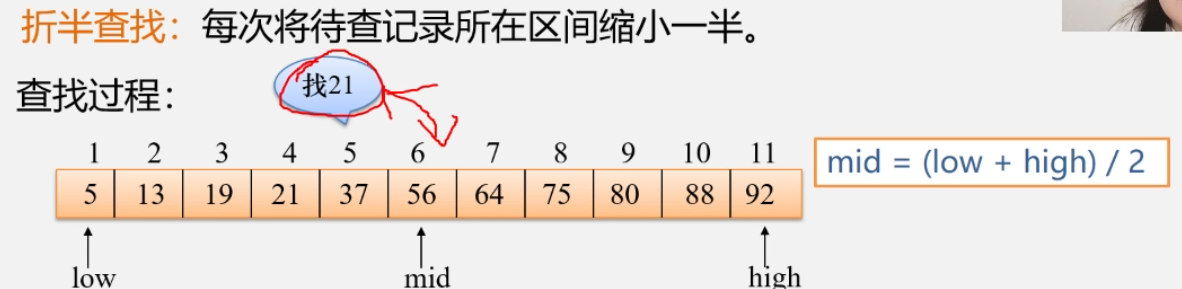 折半查找：每次将待查记录所在区间缩小一半。
查找过程：
找21
1 2 3 4 5 6 7 8 9 10 11
5 13 19 21 37 56 64 75 80 88 92
mid = (low + high) / 2
low mid high